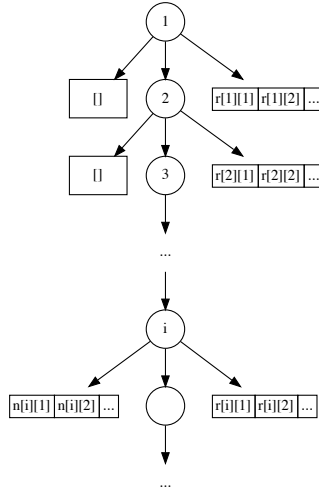 1
[] 2 r[1][1] r[1][2] ...
[] 3 r[2][1] r[2][2] ...
...
i
n[i][1] n[i][2] ... r[i][1] r[i][2] ...
...